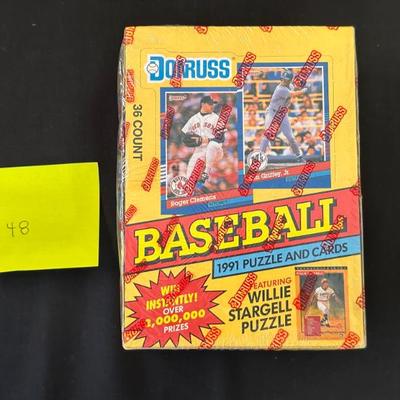 DONRUSS
36 COUNT
Roger Clemens
Griffey, Jr.
48
BASEBALL
1991 PUZZLE AND CARDS
WIN
INSTANTLY!
OVER
2,000,000
PRIZES
FEATURING
WILLIE
STARGELL
PUZZLE